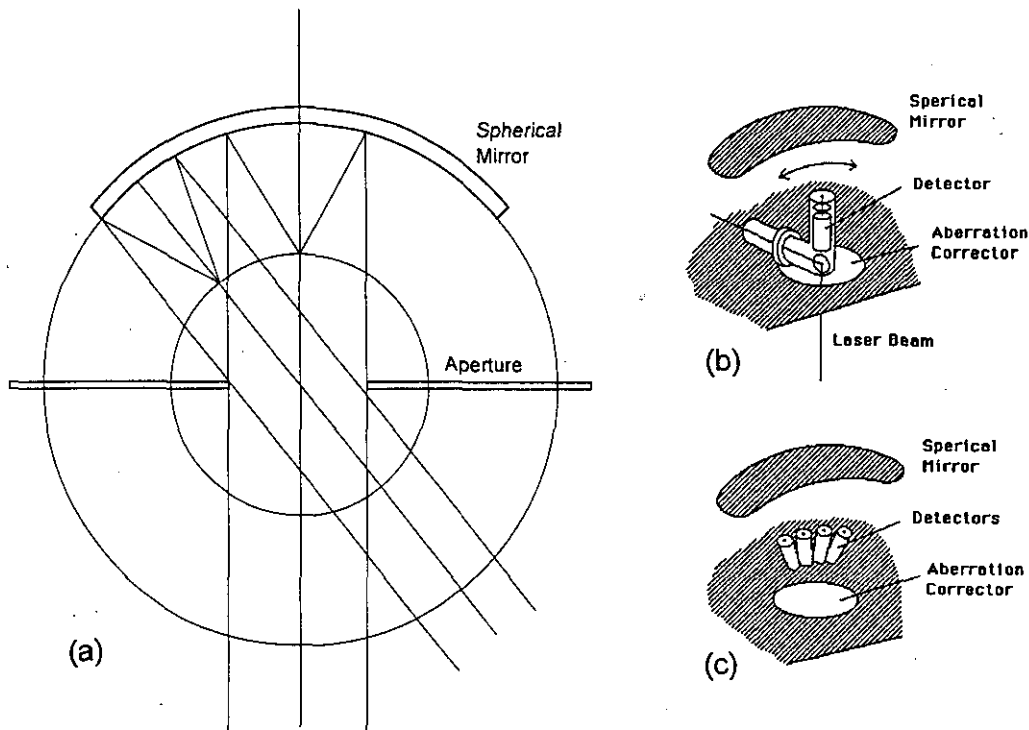 Spherical
Mirror
Aperture
(a)
Sperical
Mirror
Detector
Aberration
Corrector
Laser Beam
(b)
Sperical
Mirror
Detectors
Aberration
Corrector
(c)